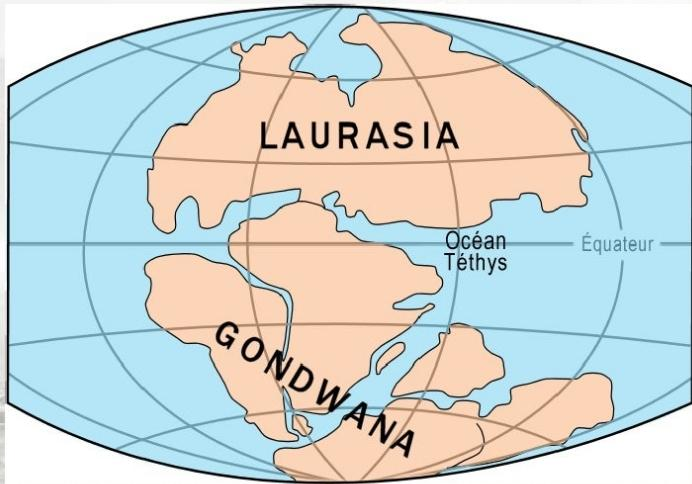 LAURASIA
Océan
Téthys
Équateur
GONDWANA